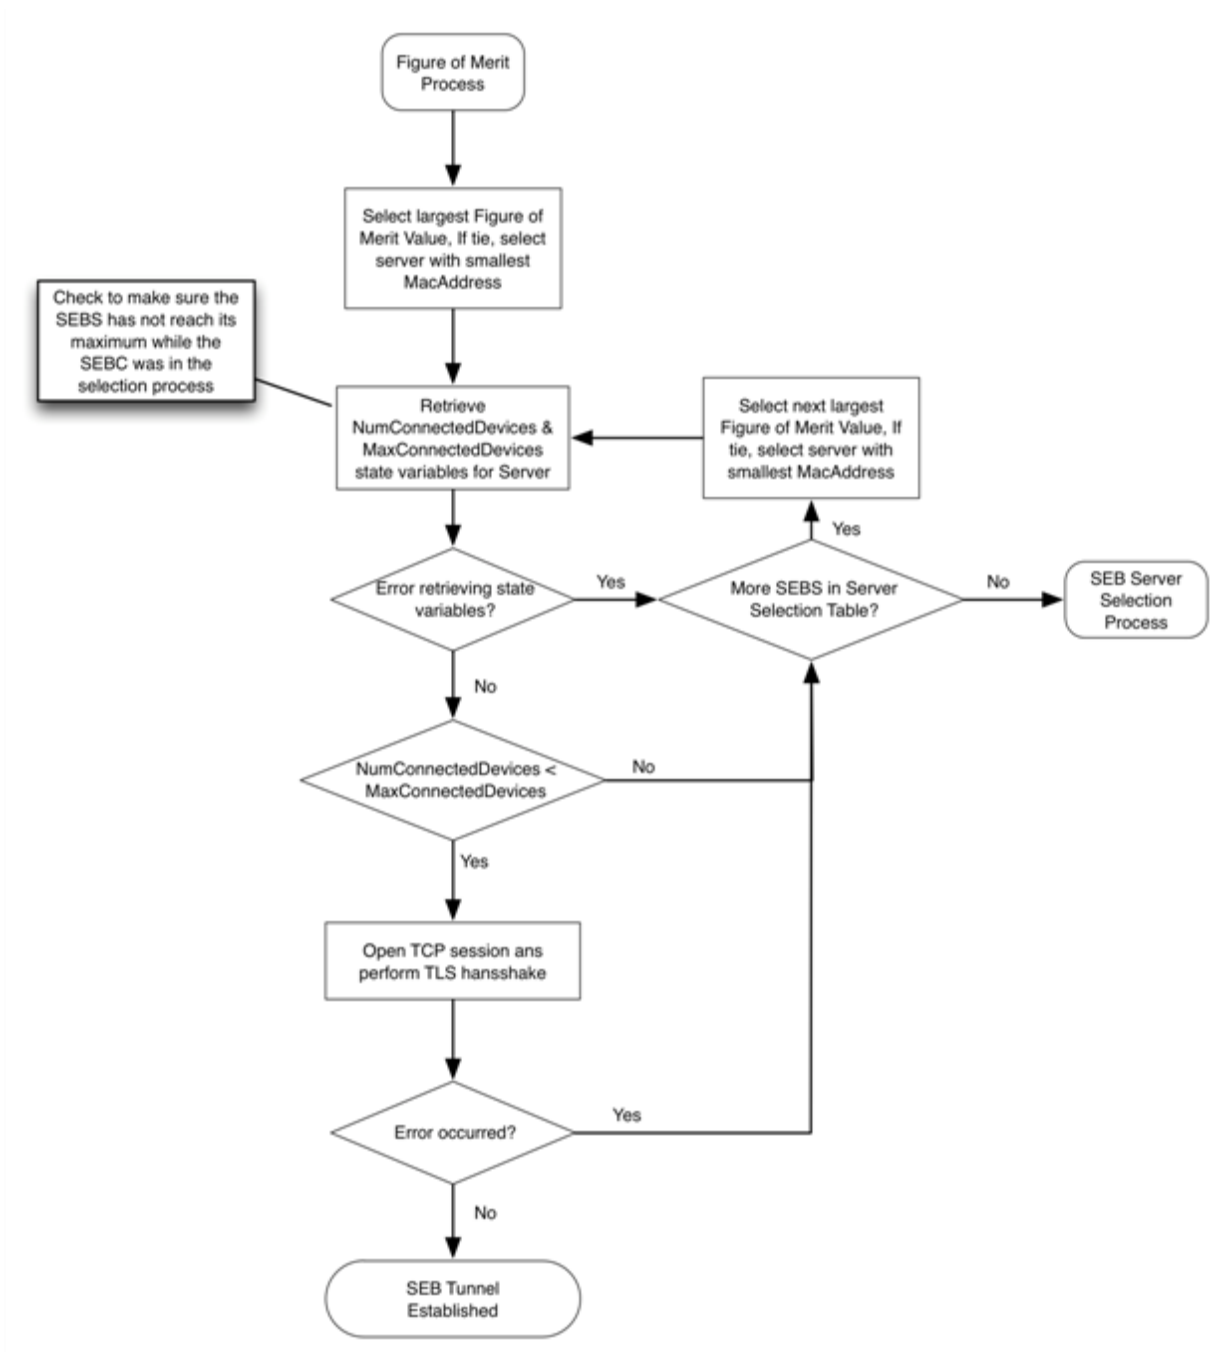 Figure of Merit
Process
Select largest Figure of
Merit Value, If tie, select
server with smallest
MacAddress
Check to make sure the
SEBS has not reach its
maximum while the
SEBC was in the
selection process
Retrieve
NumConnectedDevices &
MaxConnectedDevices
state variables for Server
Select next largest
Figure of Merit Value, If
tie, select server with
smallest MacAddress
Yes
Error retrieving state
variables?
Yes
More SEBS in Server
Selection Table?
No
SEB Server
Selection
Process
No
NumConnectedDevices <
MaxConnectedDevices
No
Yes
Open TCP session ans
perform TLS hansshake
Error occurred?
Yes
No
SEB Tunnel
Established